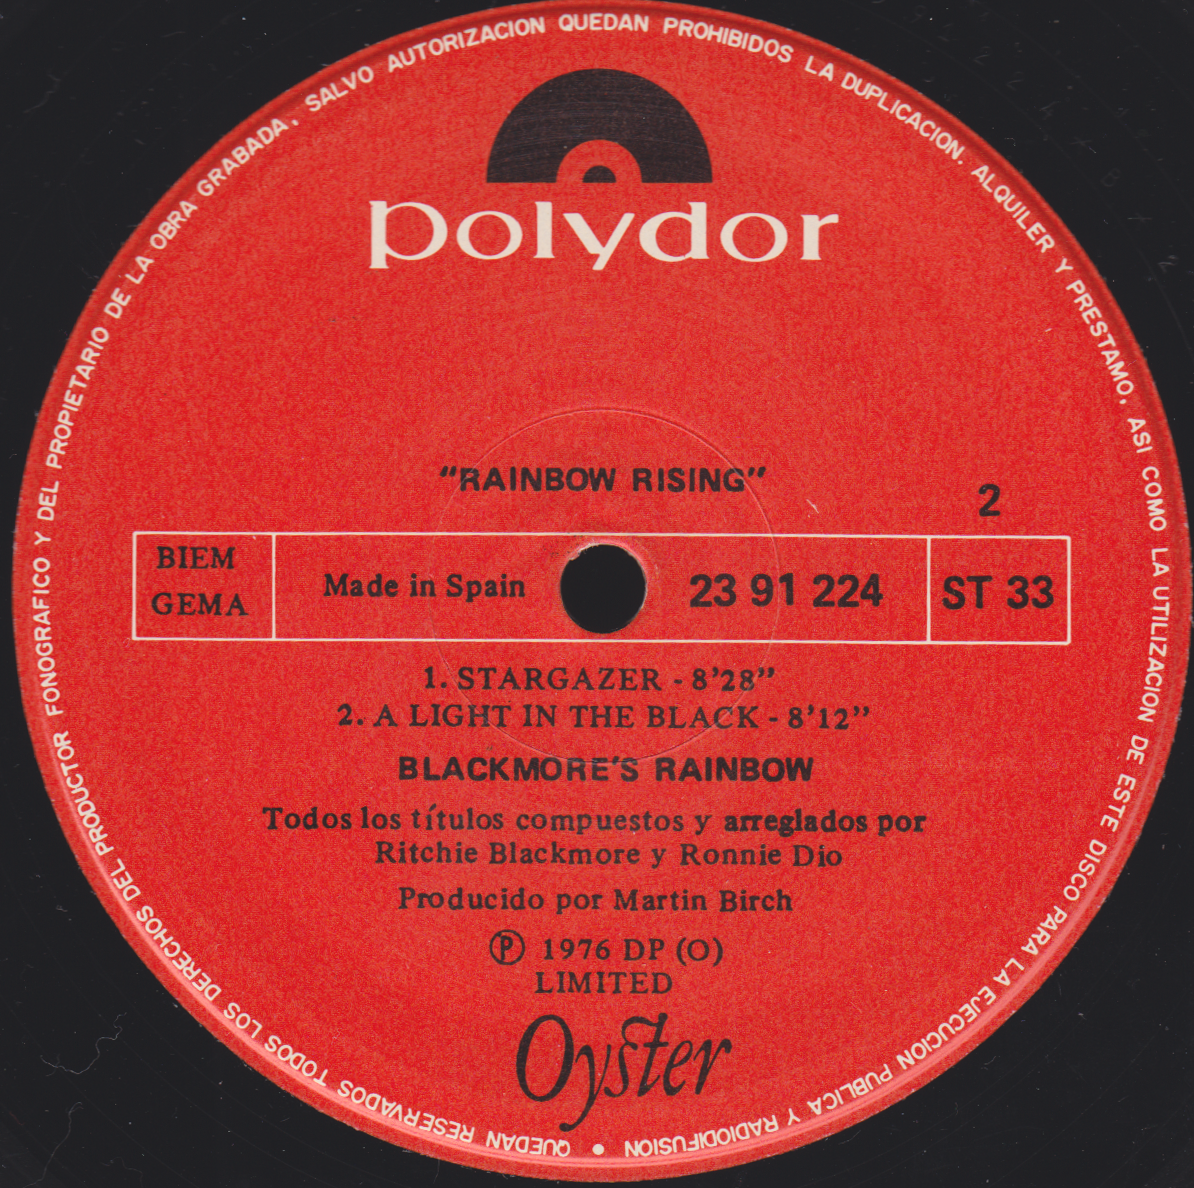 QUEDAN RESERVADOS TODOS LOS DERECHOS DEL PRODUCTOR FONOGRAFICO Y DEL PROPIETARIO DE LA OBRA GRABADA. SALVO AUTORIZACION QUEDAN PROHIBIDOS LA DUPLICACION. ALQUILER Y PRESTAMO, ASI COMO LA UTILIZACION DE ESTE DISCO PARA LA EJECUCION PUBLICA Y RADIODIFUSION •
polydor
"RAINBOW RISING"
2
BIEM
GEMA
Made in Spain
23 91 224
ST 33
1. STARGAZER - 8'28"
2. A LIGHT IN THE BLACK - 8'12"
BLACKMORE'S RAINBOW
Todos los títulos compuestos y arreglados por
Ritchie Blackmore y Ronnie Dio
Producido por Martin Birch
Ⓟ 1976 DP (O)
LIMITED
Oyster